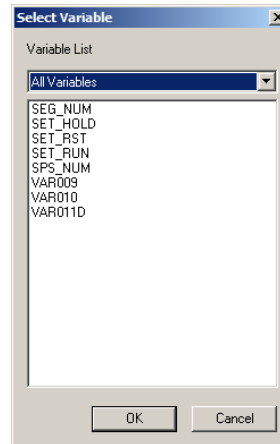 Select Variable
Variable List
All Variables
SEG_NUM
SET_HOLD
SET_RST
SET_RUN
SPS_NUM
VAR009
VAR010
VAR011D
OK Cancel